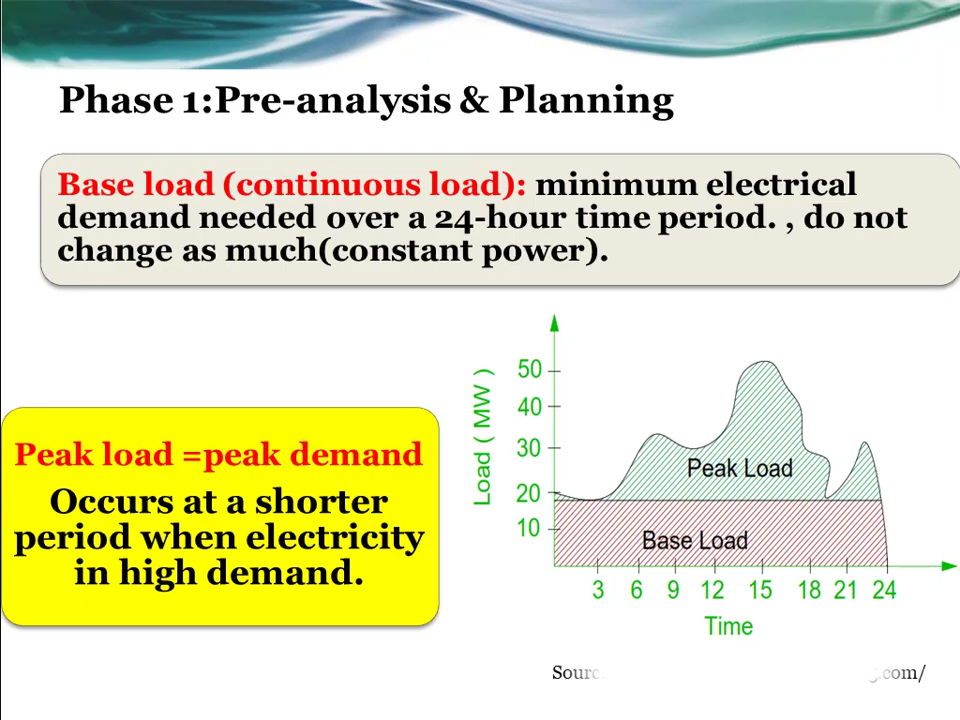 Phase 1:Pre-analysis & Planning
Base load (continuous load): minimum electrical
demand needed over a 24-hour time period. , do not
change as much(constant power).
Peak load =peak demand
Occurs at a shorter
period when electricity
in high demand.
Load ( MW )
50
40
30
20
10
Peak Load
Base Load
3 6 9 12 15 18 21 24
Time
.com/